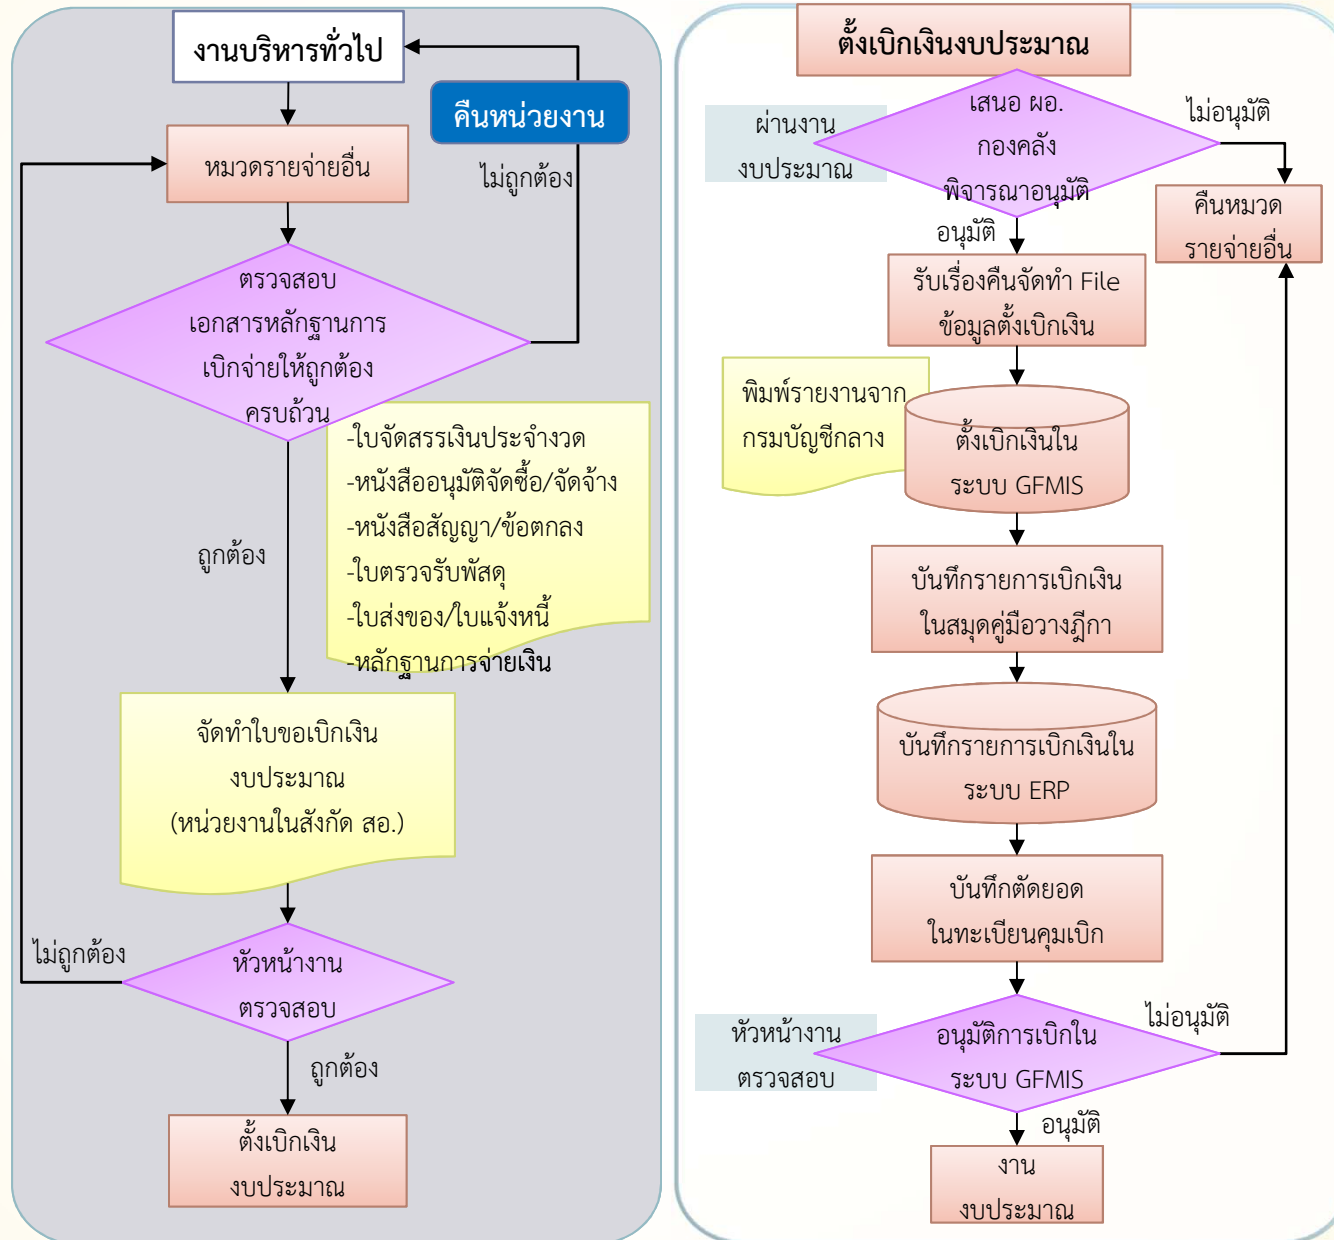 งานบริหารทั่วไป
คืนหน่วยงาน
หมวดรายจ่ายอื่น
ไม่ถูกต้อง
ตรวจสอบ
เอกสารหลักฐานการ
เบิกจ่ายให้ถูกต้อง
ครบถ้วน
-ใบจัดสรรเงินประจำงวด
-หนังสืออนุมัติจัดซื้อ/จัดจ้าง
-หนังสือสัญญา/ข้อตกลง
-ใบตรวจรับพัสดุ
-ใบส่งของ/ใบแจ้งหนี้
-หลักฐานการจ่ายเงิน
ถูกต้อง
จัดทำใบขอเบิกเงิน
งบประมาณ
(หน่วยงานในสังกัด สอ.)
ไม่ถูกต้อง
หัวหน้างาน
ตรวจสอบ
ถูกต้อง
ตั้งเบิกเงิน
งบประมาณ
ตั้งเบิกเงินงบประมาณ
ผ่านงาน
งบประมาณ
เสนอ ผอ.
กองคลัง
พิจารณาอนุมัติ
ไม่อนุมัติ
คืนหมวด
รายจ่ายอื่น
อนุมัติ
รับเรื่องคืนจัดทำ File
ข้อมูลตั้งเบิกเงิน
พิมพ์รายงานจาก
กรมบัญชีกลาง
ตั้งเบิกเงินใน
ระบบ GFMIS
บันทึกรายการเบิกเงิน
ในสมุดคู่มือวางฎีกา
บันทึกรายการเบิกเงินใน
ระบบ ERP
บันทึกตัดยอด
ในทะเบียนคุมเบิก
หัวหน้างาน
ตรวจสอบ
อนุมัติการเบิกใน
ระบบ GFMIS
ไม่อนุมัติ
อนุมัติ
งาน
งบประมาณ